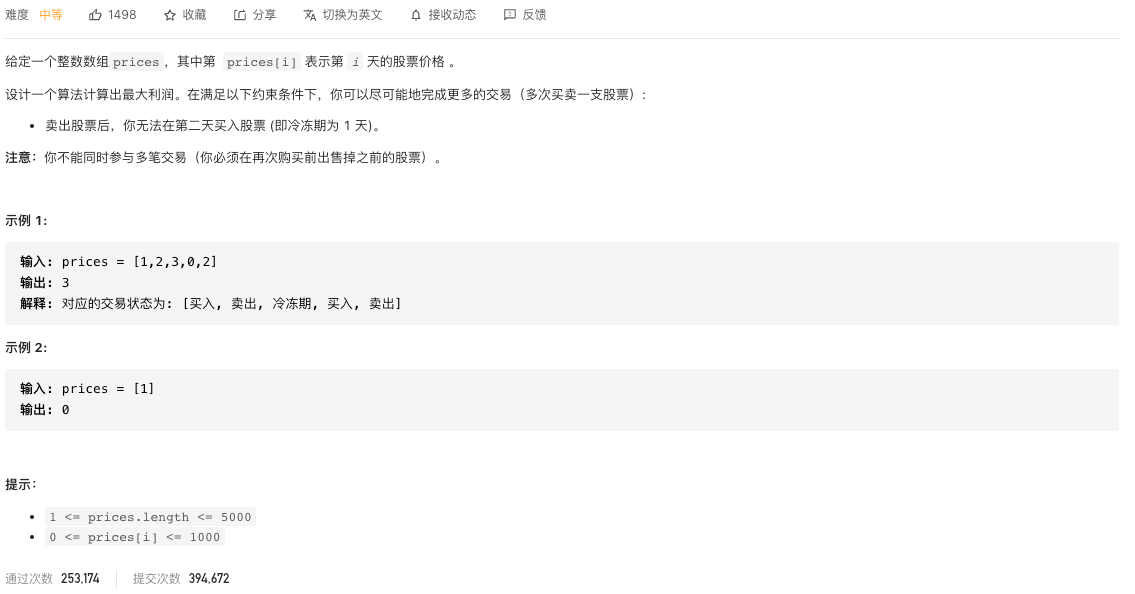 难度 中等 1498 收藏 分享 切换为英文 接收动态 反馈
给定一个整数数组 prices，其中第 prices[i] 表示第 i 天的股票价格 。
设计一个算法计算出最大利润。在满足以下约束条件下，你可以尽可能地完成更多的交易（多次买卖一支股票）:
• 卖出股票后，你无法在第二天买入股票 (即冷冻期为 1 天)。
注意：你不能同时参与多笔交易（你必须在再次购买前出售掉之前的股票）。
示例 1:
输入: prices = [1,2,3,0,2]
输出: 3
解释: 对应的交易状态为: [买入, 卖出, 冷冻期, 买入, 卖出]
示例 2:
输入: prices = [1]
输出: 0
提示：
• 1 <= prices.length <= 5000
• 0 <= prices[i] <= 1000
通过次数 253,174 提交次数 394,672